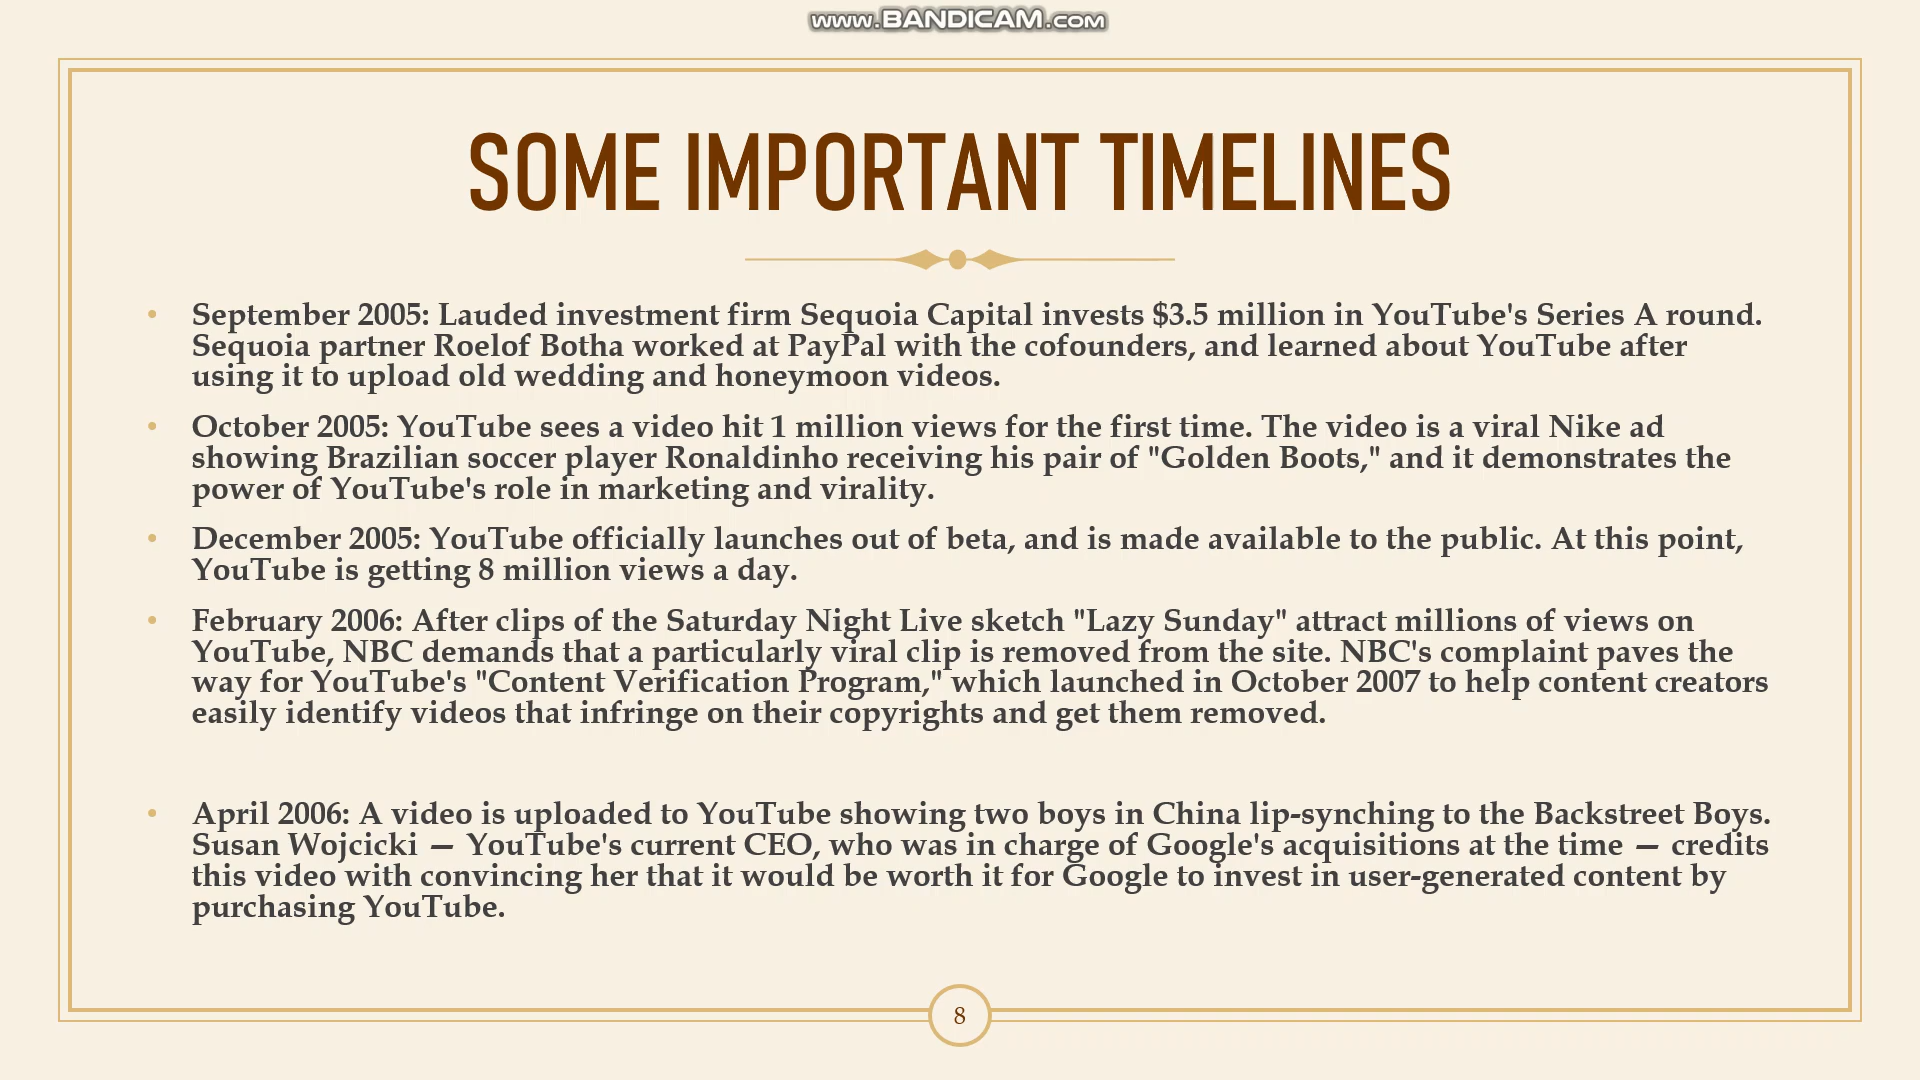 www.BANDICAM.com
SOME IMPORTANT TIMELINES
• September 2005: Lauded investment firm Sequoia Capital invests $3.5 million in YouTube's Series A round.
Sequoia partner Roelof Botha worked at PayPal with the cofounders, and learned about YouTube after
using it to upload old wedding and honeymoon videos.
• October 2005: YouTube sees a video hit 1 million views for the first time. The video is a viral Nike ad
showing Brazilian soccer player Ronaldinho receiving his pair of "Golden Boots," and it demonstrates the
power of YouTube's role in marketing and virality.
• December 2005: YouTube officially launches out of beta, and is made available to the public. At this point,
YouTube is getting 8 million views a day.
• February 2006: After clips of the Saturday Night Live sketch "Lazy Sunday" attract millions of views on
YouTube, NBC demands that a particularly viral clip is removed from the site. NBC's complaint paves the
way for YouTube's "Content Verification Program," which launched in October 2007 to help content creators
easily identify videos that infringe on their copyrights and get them removed.
• April 2006: A video is uploaded to YouTube showing two boys in China lip-synching to the Backstreet Boys.
Susan Wojcicki — YouTube's current CEO, who was in charge of Google's acquisitions at the time — credits
this video with convincing her that it would be worth it for Google to invest in user-generated content by
purchasing YouTube.
8